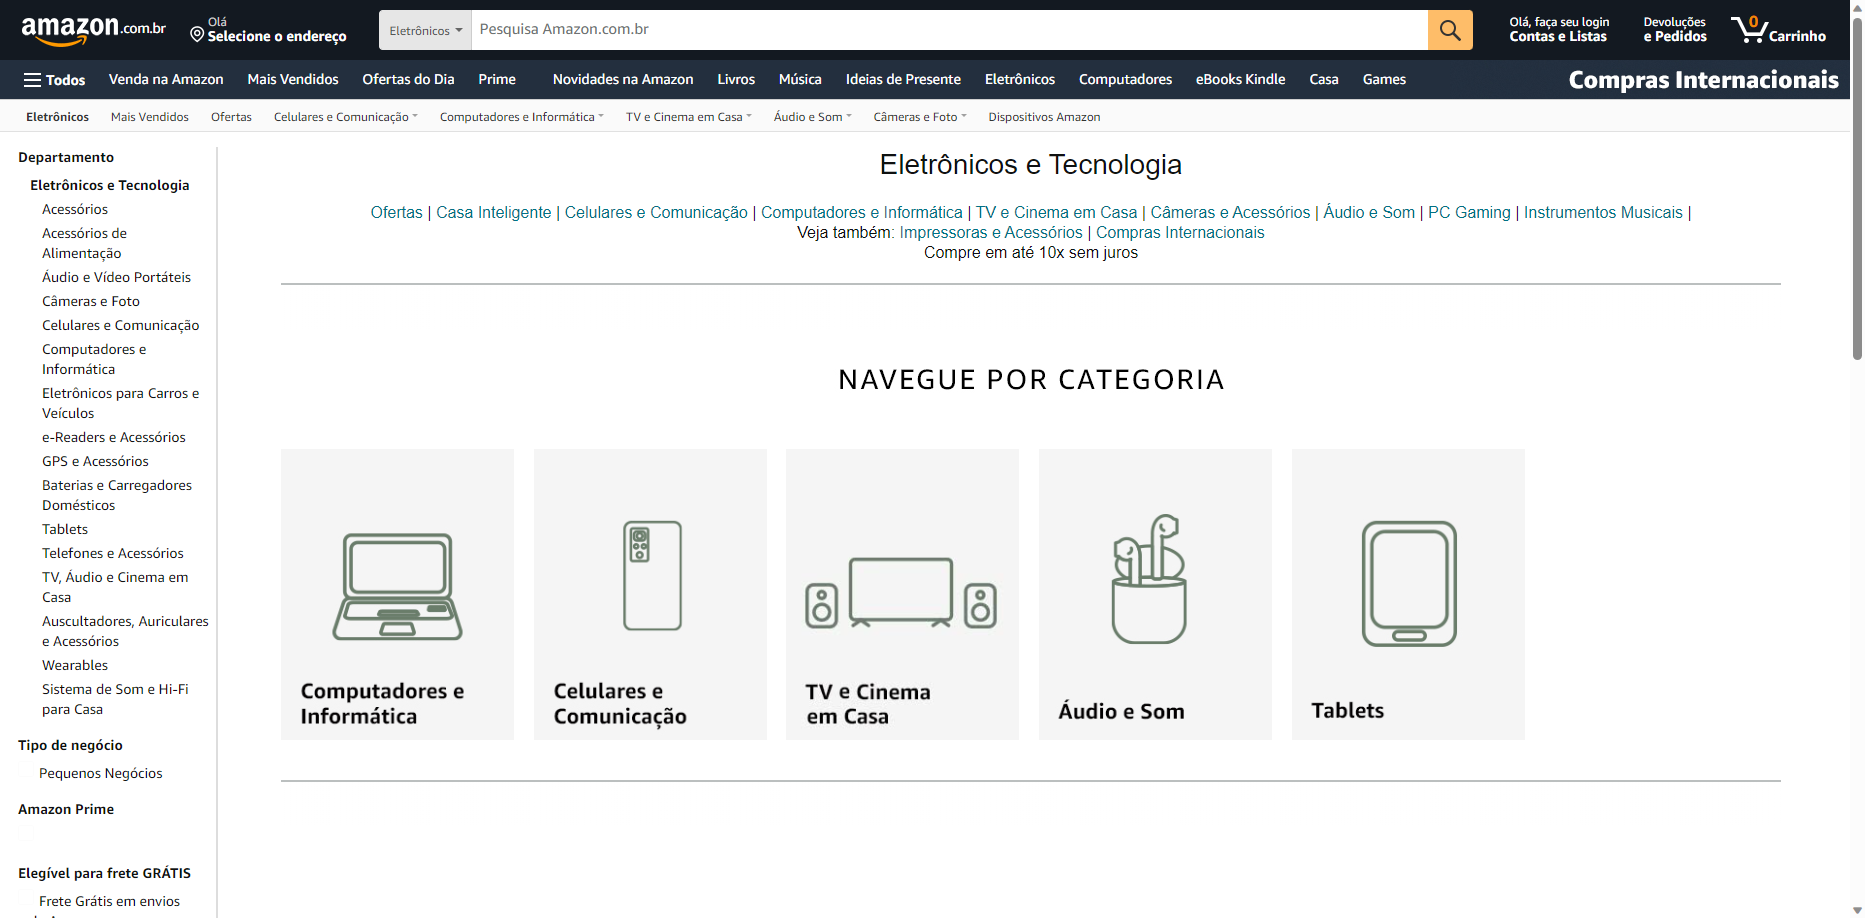 amazon.com.br
Olá
Selecione o endereço
Eletrônicos
Pesquisa Amazon.com.br
Olá, faça seu login
Contas e Listas
Devoluções
e Pedidos
0
Carrinho
Todos
Venda na Amazon
Mais Vendidos
Ofertas do Dia
Prime
Novidades na Amazon
Livros
Música
Ideias de Presente
Eletrônicos
Computadores
eBooks Kindle
Casa
Games
Compras Internacionais
Eletrônicos
Mais Vendidos
Ofertas
Celulares e Comunicação
Computadores e Informática
TV e Cinema em Casa
Áudio e Som
Câmeras e Foto
Dispositivos Amazon
Departamento
Eletrônicos e Tecnologia
Acessórios
Acessórios de
Alimentação
Áudio e Vídeo Portáteis
Câmeras e Foto
Celulares e Comunicação
Computadores e
Informática
Eletrônicos para Carros e
Veículos
e-Readers e Acessórios
GPS e Acessórios
Baterias e Carregadores
Domésticos
Tablets
Telefones e Acessórios
TV, Áudio e Cinema em
Casa
Auscultadores, Auriculares
e Acessórios
Wearables
Sistema de Som e Hi-Fi
para Casa
Tipo de negócio
Pequenos Negócios
Amazon Prime
Elegível para frete GRÁTIS
Frete Grátis em envios
Eletrônicos e Tecnologia
Ofertas | Casa Inteligente | Celulares e Comunicação | Computadores e Informática | TV e Cinema em Casa | Câmeras e Acessórios | Áudio e Som | PC Gaming | Instrumentos Musicais |
Veja também: Impressoras e Acessórios | Compras Internacionais
Compre em até 10x sem juros
NAVEGUE POR CATEGORIA
Computadores e
Informática
Celulares e
Comunicação
TV e Cinema
em Casa
Áudio e Som
Tablets